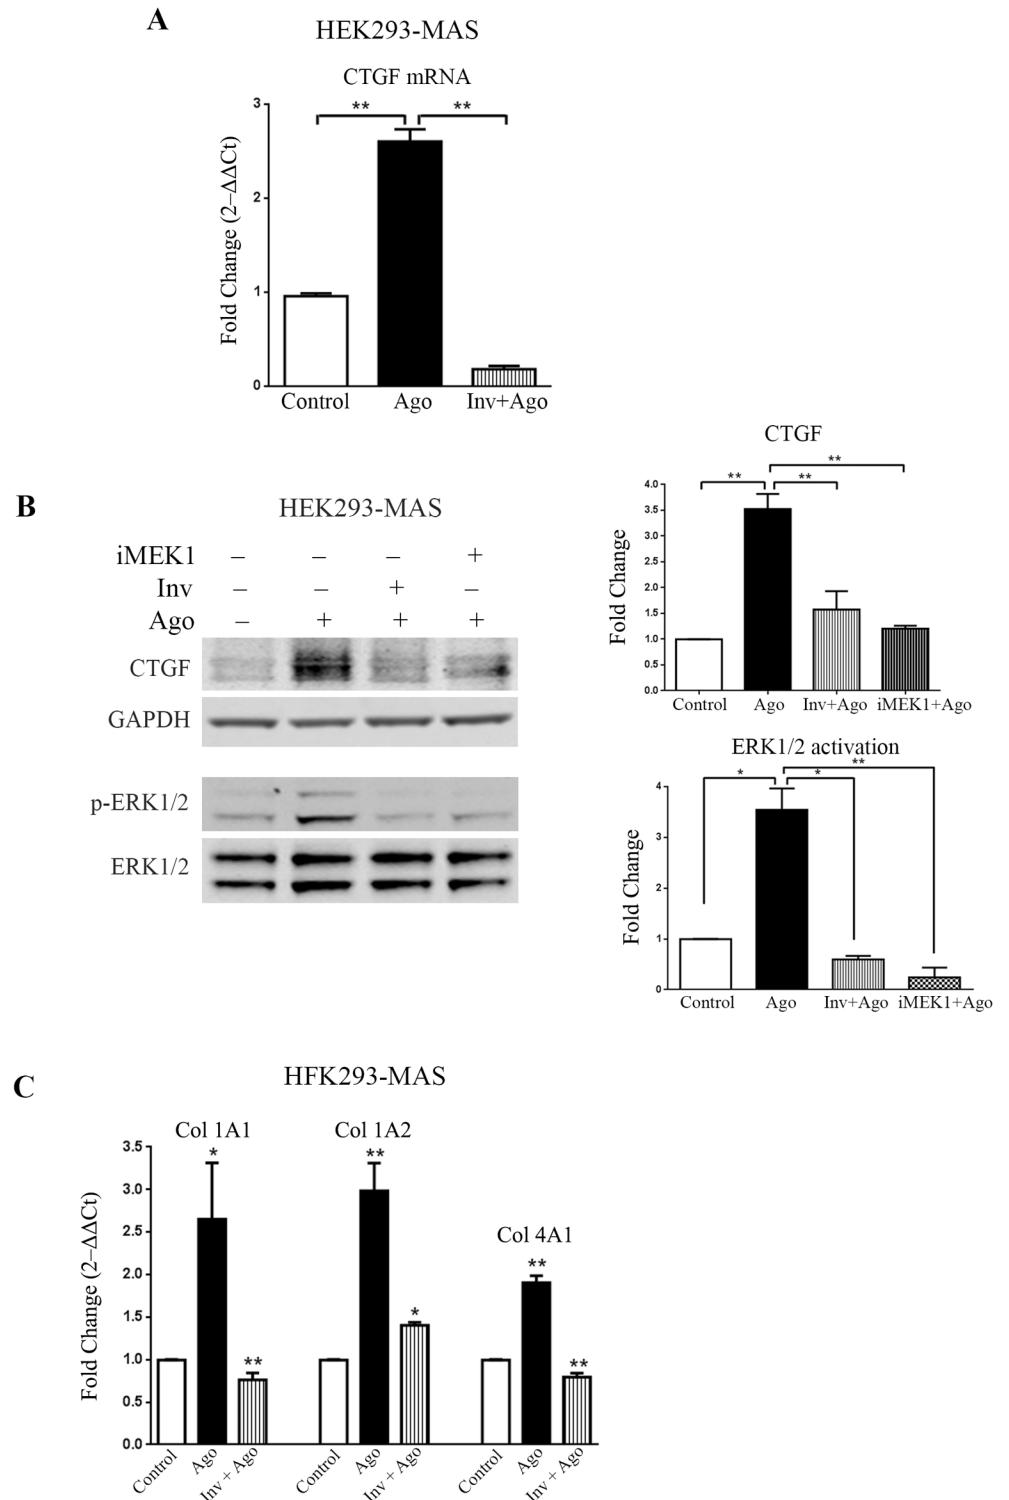 A
HEK293-MAS
CTGF mRNA
** **
Fold Change (2–ΔΔCt)
3
2
1
0
Control Ago Inv+Ago
B
HEK293-MAS
iMEK1 – – – +
Inv – – + –
Ago – + + +
CTGF
GAPDH
p-ERK1/2
ERK1/2
CTGF
**
** **
Fold Change
4.0
3.5
3.0
2.5
2.0
1.5
1.0
0.5
0.0
Control Ago Inv+Ago iMEK1+Ago
ERK1/2 activation
**
* *
Fold Change
4
3
2
1
0
Control Ago Inv+Ago iMEK1+Ago
C
HFK293-MAS
Col 1A1 Col 1A2
* **
Col 4A1
**
** * **
Fold Change (2–ΔΔCt)
3.5
3.0
2.5
2.0
1.5
1.0
0.5
0.0
Control Ago Inv + Ago Control Ago Inv + Ago Control Ago Inv + Ago